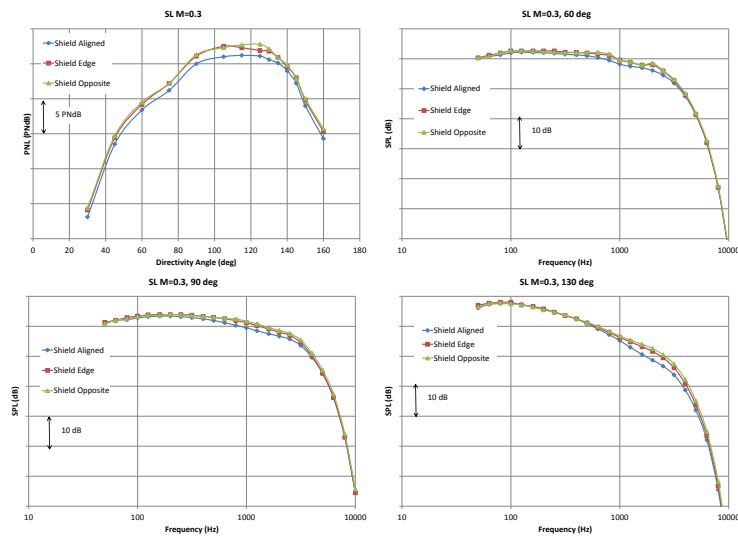 SL M=0.3
PNL (PNdB)
Shield Aligned
Shield Edge
Shield Opposite
5 PNdB
0 20 40 60 80 100 120 140 160 180
Directivity Angle (deg)
SL M=0.3, 60 deg
SPL (dB)
Shield Aligned
Shield Edge
Shield Opposite
10 dB
10 100 1000 10000
Frequency (Hz)
SL M=0.3, 90 deg
SPL (dB)
Shield Aligned
Shield Edge
Shield Opposite
10 dB
10 100 1000 10000
Frequency (Hz)
SL M=0.3, 130 deg
SPL (dB)
Shield Aligned
Shield Edge
Shield Opposite
10 dB
10 100 1000 10000
Frequency (Hz)